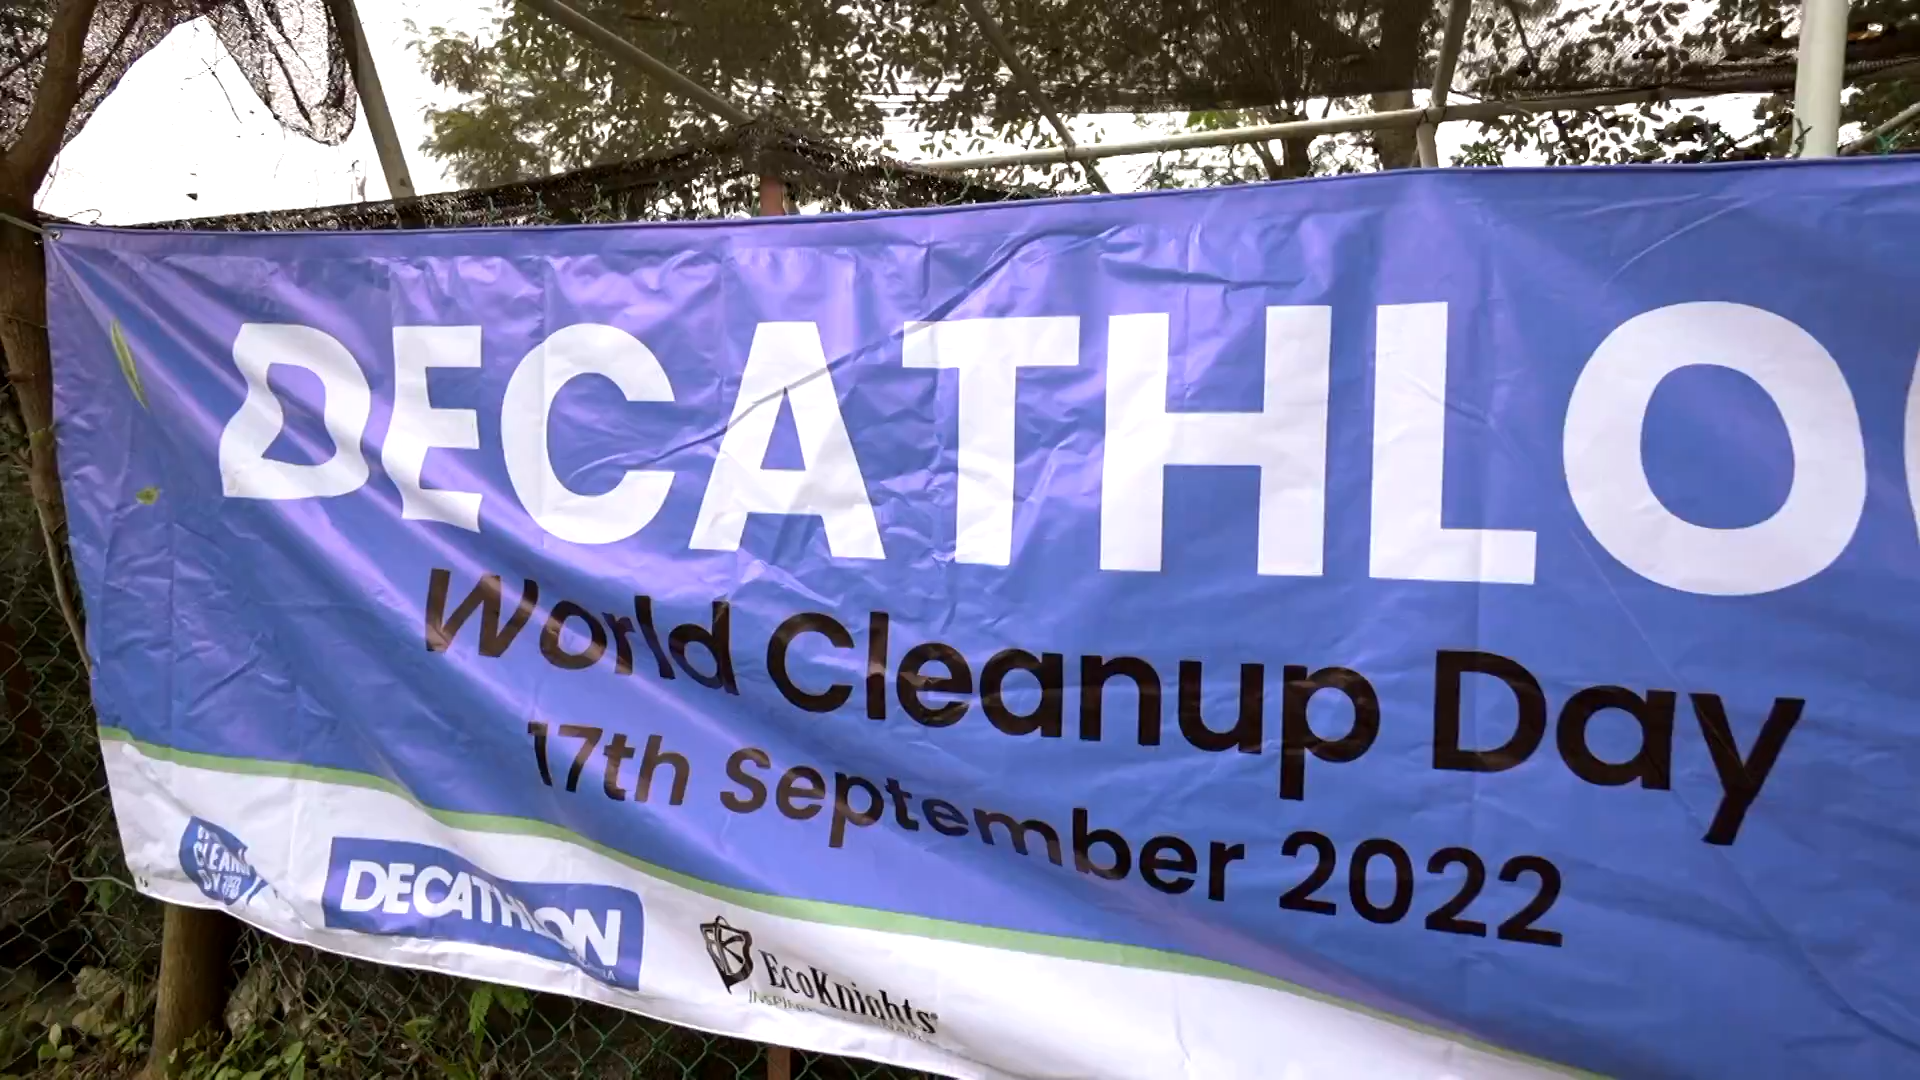 DECATHLO
World Cleanup Day
17th September 2022
DECATHLON
EcoKnights